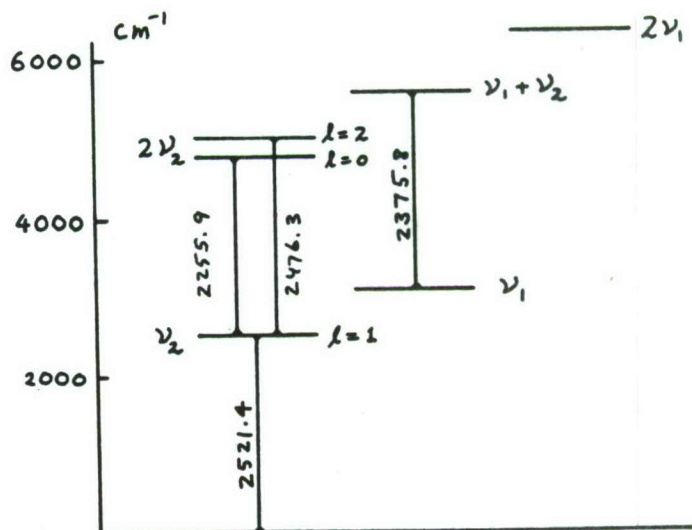 cm⁻¹
2ν₁
6000
ν₁ + ν₂
l=2
2ν₂
l=0
2375.8
4000
2255.9
2476.3
ν₁
ν₂
l=1
2000
2521.4